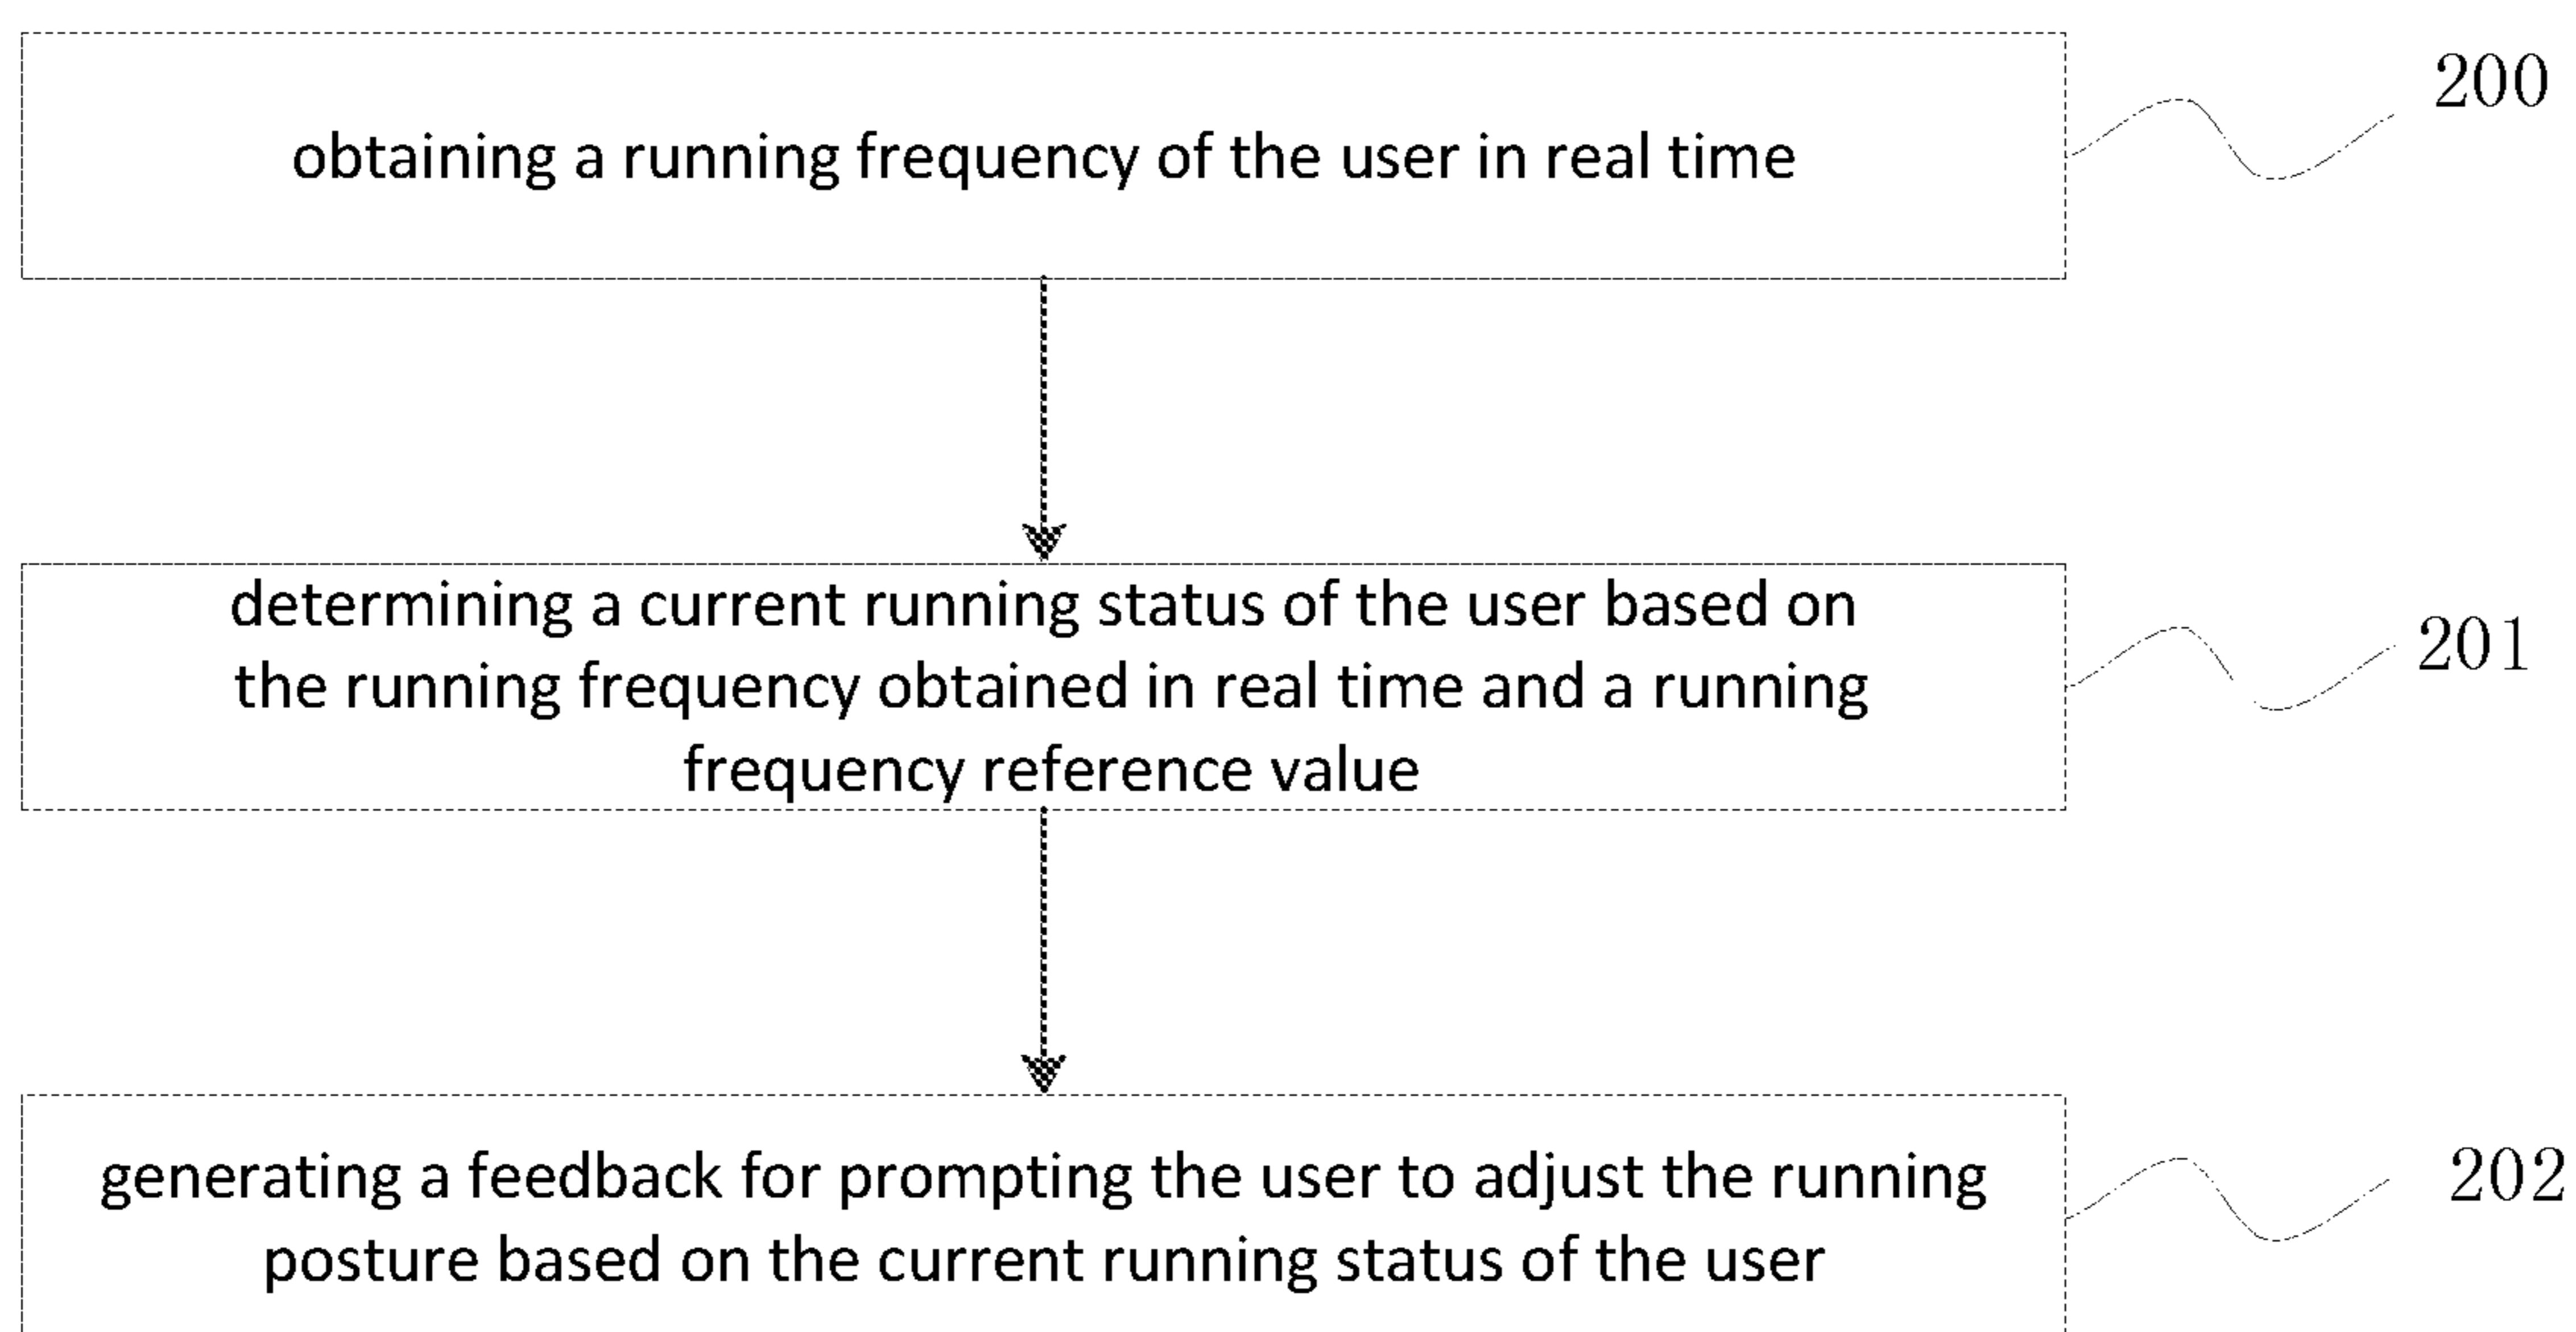 obtaining a running frequency of the user in real time
200
determining a current running status of the user based on
the running frequency obtained in real time and a running
frequency reference value
201
generating a feedback for prompting the user to adjust the running
posture based on the current running status of the user
202